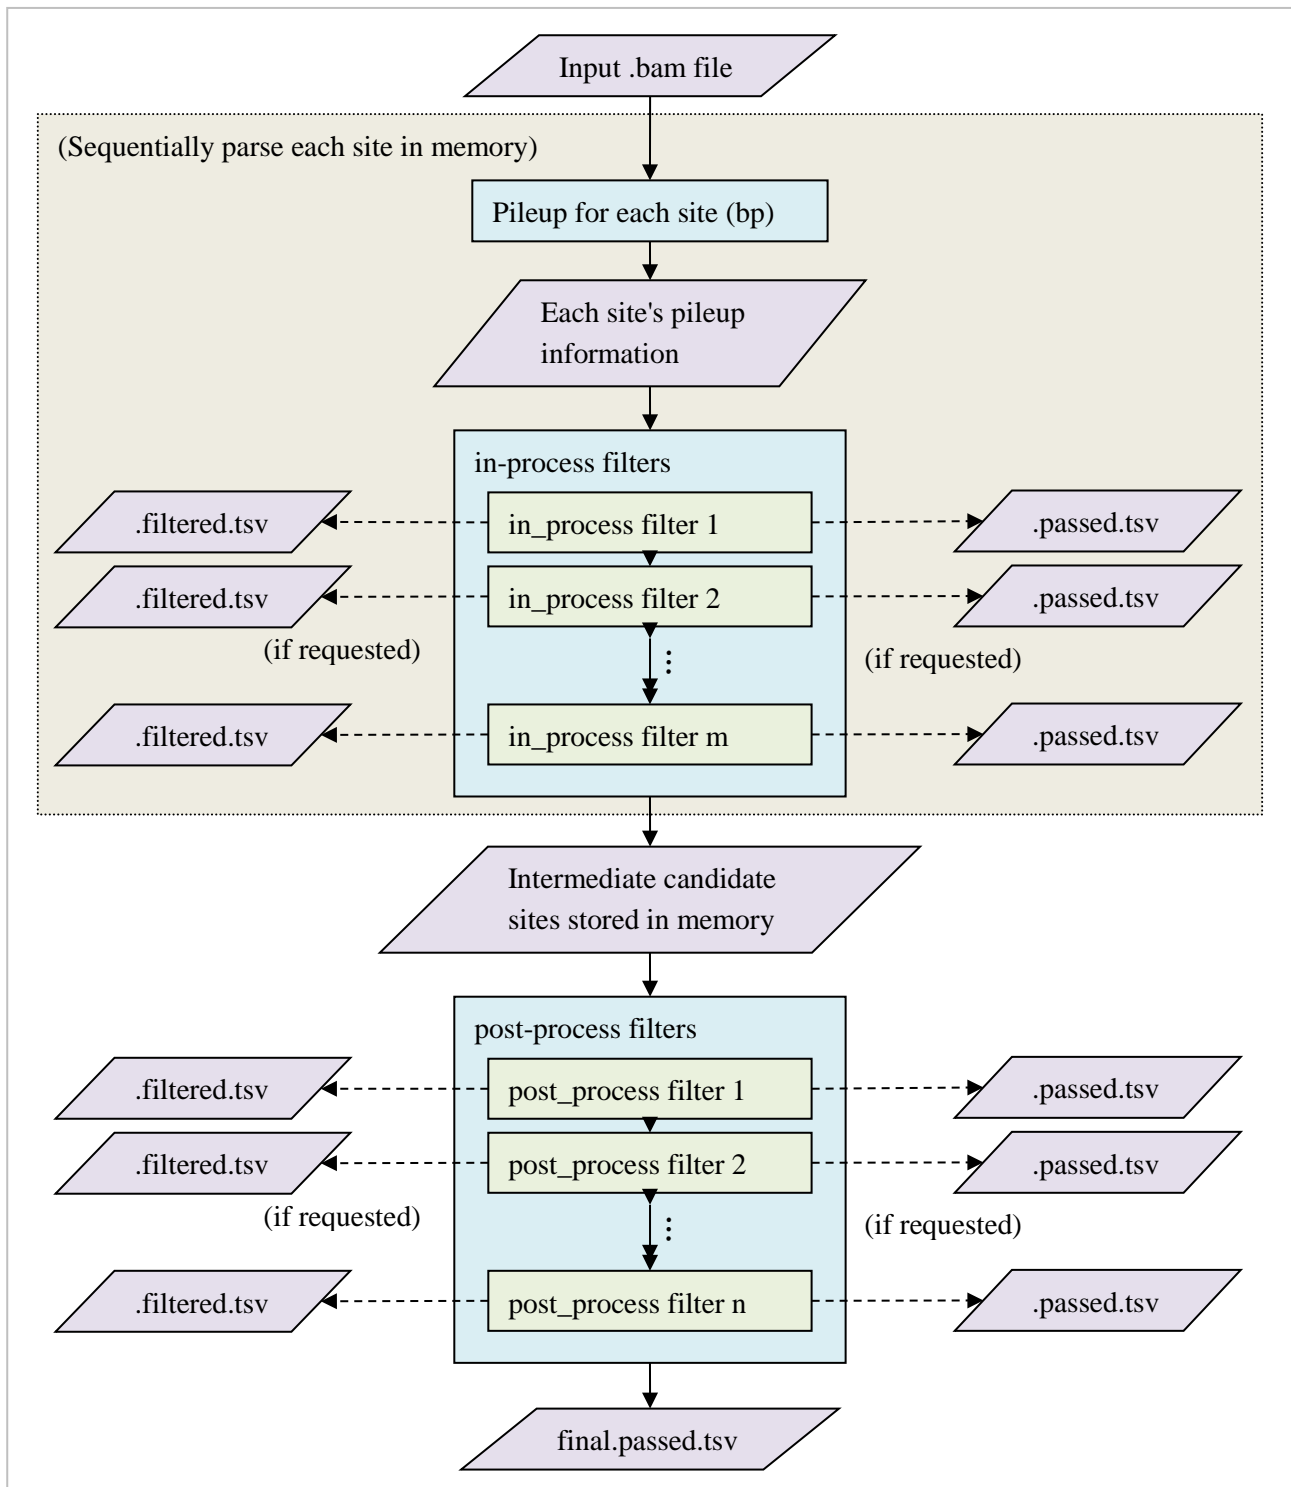 Input .bam file
(Sequentially parse each site in memory)
Pileup for each site (bp)
Each site's pileup
information
in-process filters
.filtered.tsv
in_process filter 1
.passed.tsv
.filtered.tsv
in_process filter 2
.passed.tsv
(if requested)
⋮
(if requested)
.filtered.tsv
in_process filter m
.passed.tsv
Intermediate candidate
sites stored in memory
post-process filters
.filtered.tsv
post_process filter 1
.passed.tsv
.filtered.tsv
post_process filter 2
.passed.tsv
(if requested)
⋮
(if requested)
.filtered.tsv
post_process filter n
.passed.tsv
final.passed.tsv